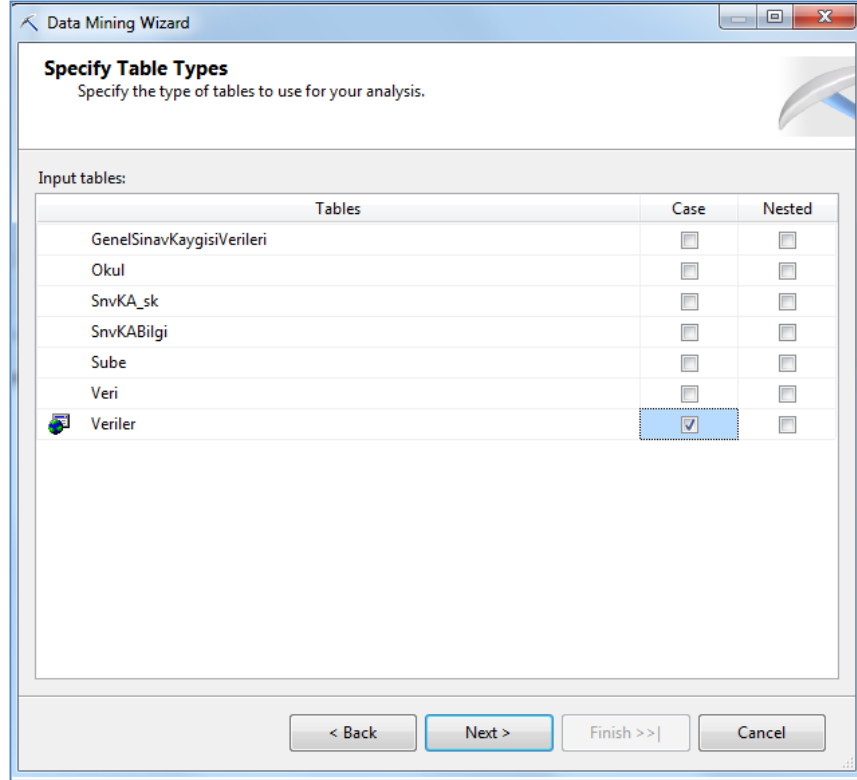 Data Mining Wizard
Specify Table Types
Specify the type of tables to use for your analysis.
Input tables:
Tables Case Nested
GenelSinavKaygisiVerileri
Okul
SnvKA_sk
SnvKABilgi
Sube
Veri
Veriler
< Back Next > Finish >>| Cancel